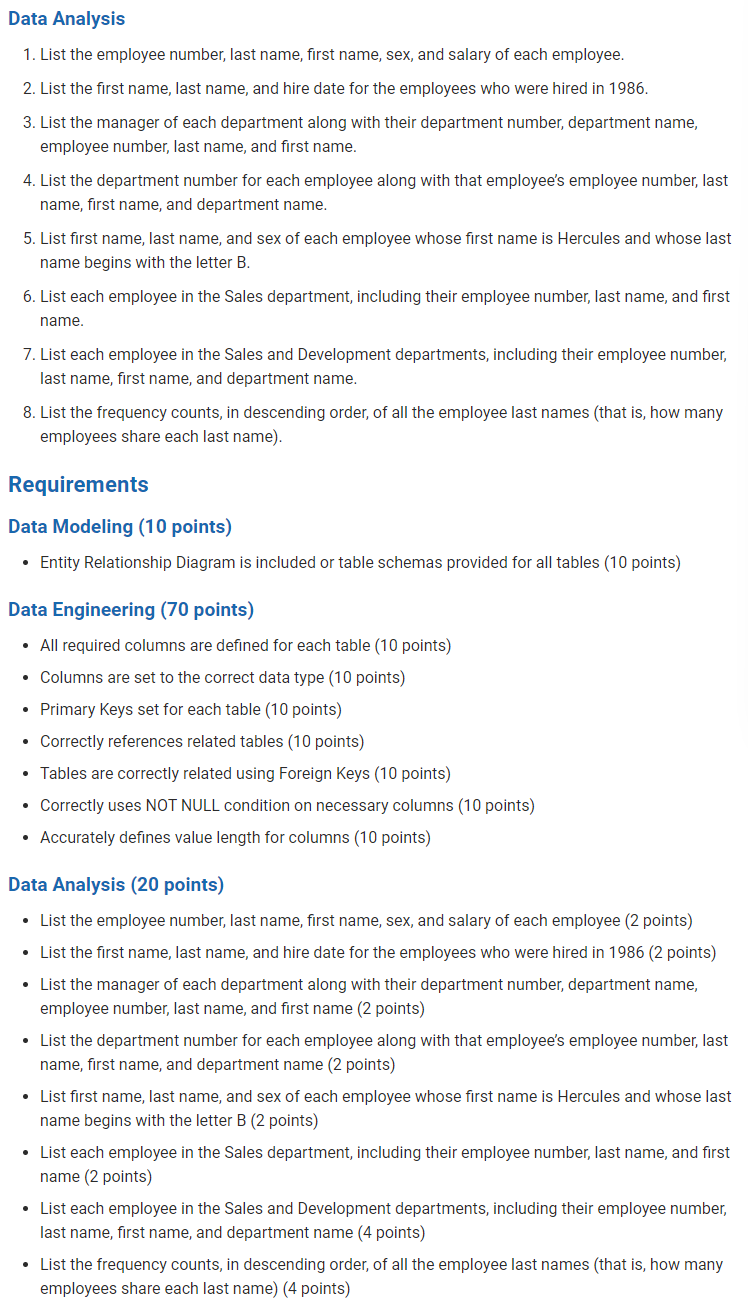 Data Analysis
1. List the employee number, last name, first name, sex, and salary of each employee.
2. List the first name, last name, and hire date for the employees who were hired in 1986.
3. List the manager of each department along with their department number, department name,
employee number, last name, and first name.
4. List the department number for each employee along with that employee’s employee number, last
name, first name, and department name.
5. List first name, last name, and sex of each employee whose first name is Hercules and whose last
name begins with the letter B.
6. List each employee in the Sales department, including their employee number, last name, and first
name.
7. List each employee in the Sales and Development departments, including their employee number,
last name, first name, and department name.
8. List the frequency counts, in descending order, of all the employee last names (that is, how many
employees share each last name).
Requirements
Data Modeling (10 points)
• Entity Relationship Diagram is included or table schemas provided for all tables (10 points)
Data Engineering (70 points)
• All required columns are defined for each table (10 points)
• Columns are set to the correct data type (10 points)
• Primary Keys set for each table (10 points)
• Correctly references related tables (10 points)
• Tables are correctly related using Foreign Keys (10 points)
• Correctly uses NOT NULL condition on necessary columns (10 points)
• Accurately defines value length for columns (10 points)
Data Analysis (20 points)
• List the employee number, last name, first name, sex, and salary of each employee (2 points)
• List the first name, last name, and hire date for the employees who were hired in 1986 (2 points)
• List the manager of each department along with their department number, department name,
employee number, last name, and first name (2 points)
• List the department number for each employee along with that employee’s employee number, last
name, first name, and department name (2 points)
• List first name, last name, and sex of each employee whose first name is Hercules and whose last
name begins with the letter B (2 points)
• List each employee in the Sales department, including their employee number, last name, and first
name (2 points)
• List each employee in the Sales and Development departments, including their employee number,
last name, first name, and department name (4 points)
• List the frequency counts, in descending order, of all the employee last names (that is, how many
employees share each last name) (4 points)